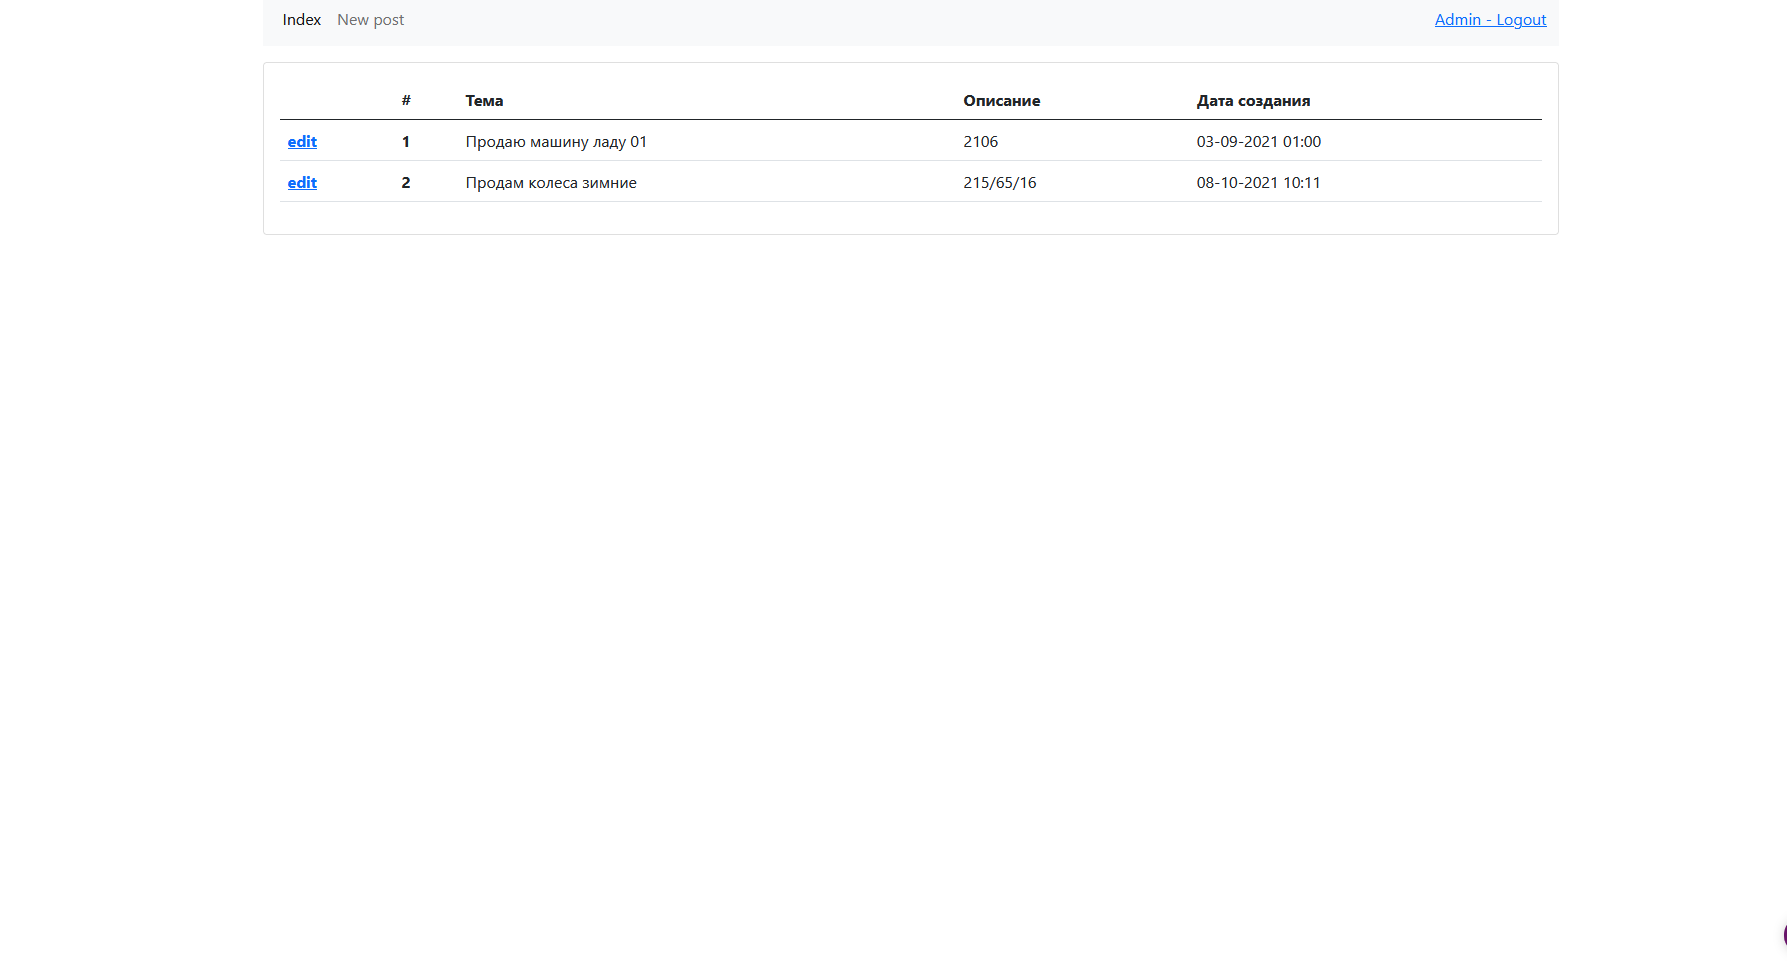 Index New post Admin - Logout
# Тема Описание Дата создания
edit 1 Продаю машину ладу 01 2106 03-09-2021 01:00
edit 2 Продам колеса зимние 215/65/16 08-10-2021 10:11